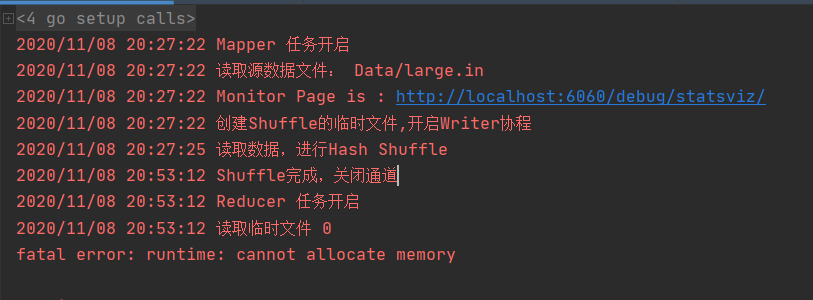 <4 go setup calls>
2020/11/08 20:27:22 Mapper 任务开启
2020/11/08 20:27:22 读取源数据文件： Data/large.in
2020/11/08 20:27:22 Monitor Page is : http://localhost:6060/debug/statsviz/
2020/11/08 20:27:22 创建Shuffle的临时文件,开启Writer协程
2020/11/08 20:27:25 读取数据，进行Hash Shuffle
2020/11/08 20:53:12 Shuffle完成，关闭通道
2020/11/08 20:53:12 Reducer 任务开启
2020/11/08 20:53:12 读取临时文件 0
fatal error: runtime: cannot allocate memory